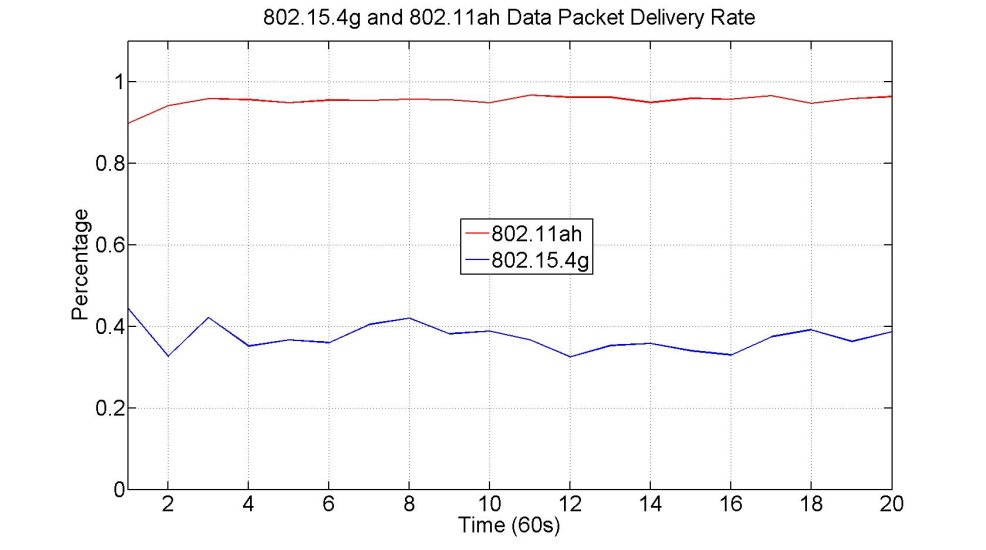 802.15.4g and 802.11ah Data Packet Delivery Rate
1
0.8
0.6
0.4
0.2
0
Percentage
802.11ah
802.15.4g
2 4 6 8 10 12 14 16 18 20
Time (60s)